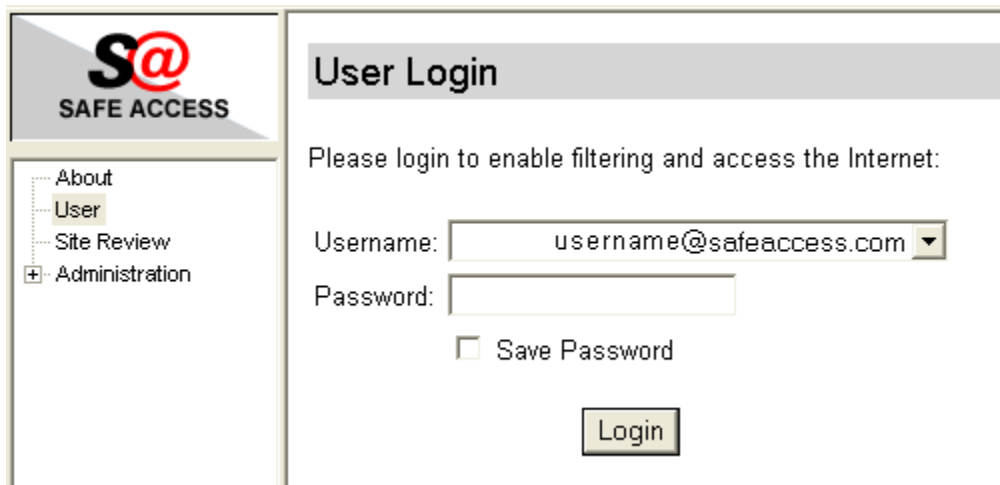 S@
SAFE ACCESS
About
User
Site Review
Administration
User Login
Please login to enable filtering and access the Internet:
Username: username@safeaccess.com
Password:
Save Password
Login